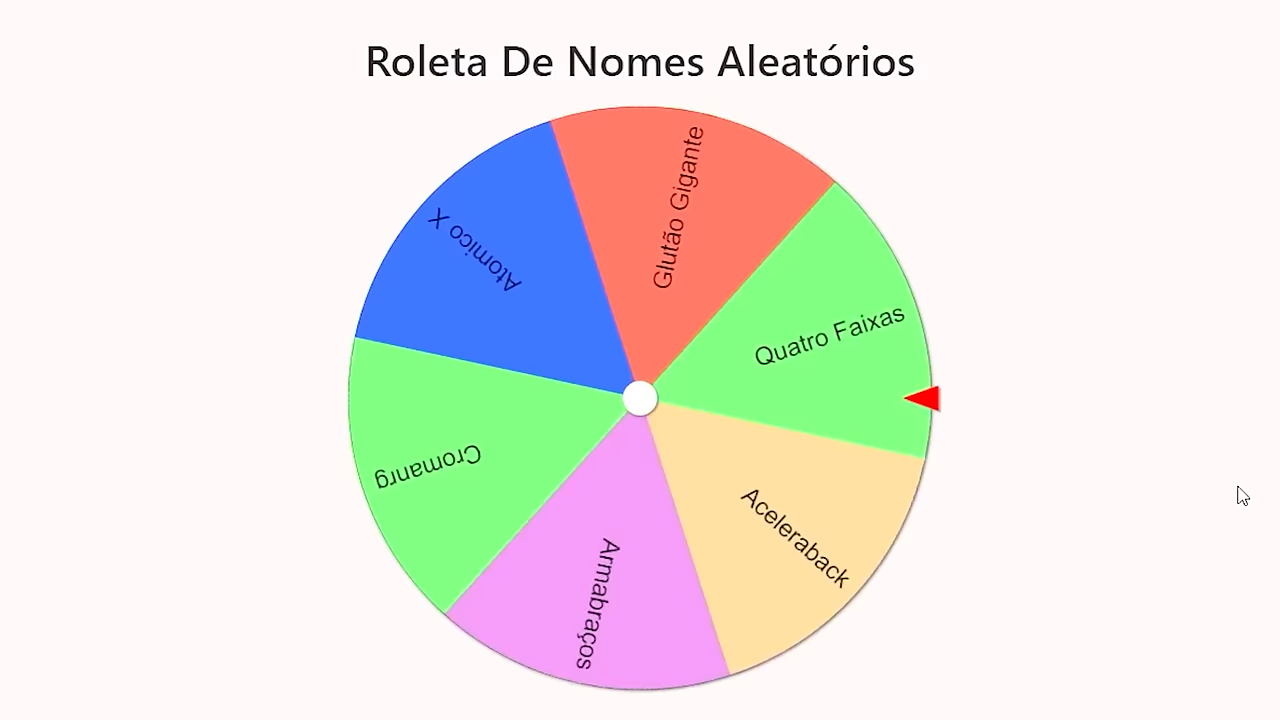 Roleta De Nomes Aleatórios
Glutão Gigante
Atomico X
Quatro Faixas
Cromanrg
Aceleraback
Armabraços